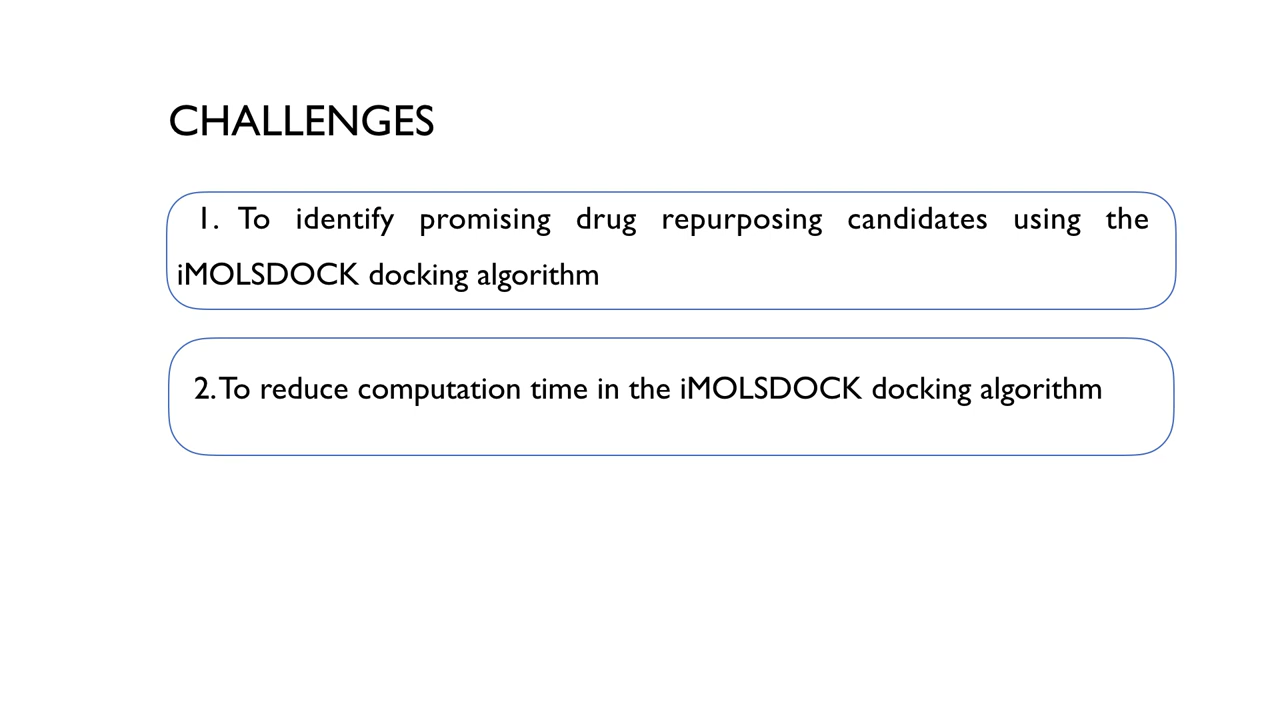 CHALLENGES
1. To identify promising drug repurposing candidates using the
iMOLSDOCK docking algorithm
2. To reduce computation time in the iMOLSDOCK docking algorithm